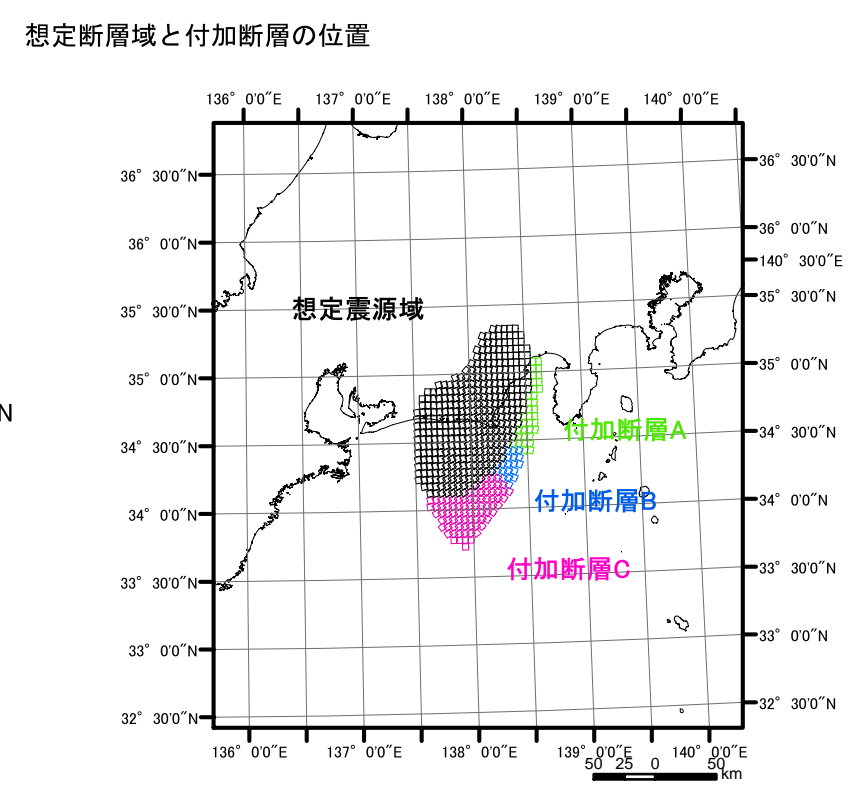 想定断層域と付加断層の位置
136° 0'0"E 137° 0'0"E 138° 0'0"E 139° 0'0"E 140° 0'0"E
36° 30'0"N 36° 30'0"N
36° 0'0"N 36° 0'0"N
140° 30'0"E
35° 30'0"N 想定震源域 35° 30'0"N
35° 0'0"N 35° 0'0"N
N
34° 30'0"N 付加断層A 34° 30'0"N
34° 0'0"N 付加断層B 34° 0'0"N
33° 30'0"N 付加断層C 33° 30'0"N
33° 0'0"N 33° 0'0"N
32° 30'0"N 32° 30'0"N
136° 0'0"E 137° 0'0"E 138° 0'0"E 139° 0'0"E 140° 0'0"E
50 25 0 50
km